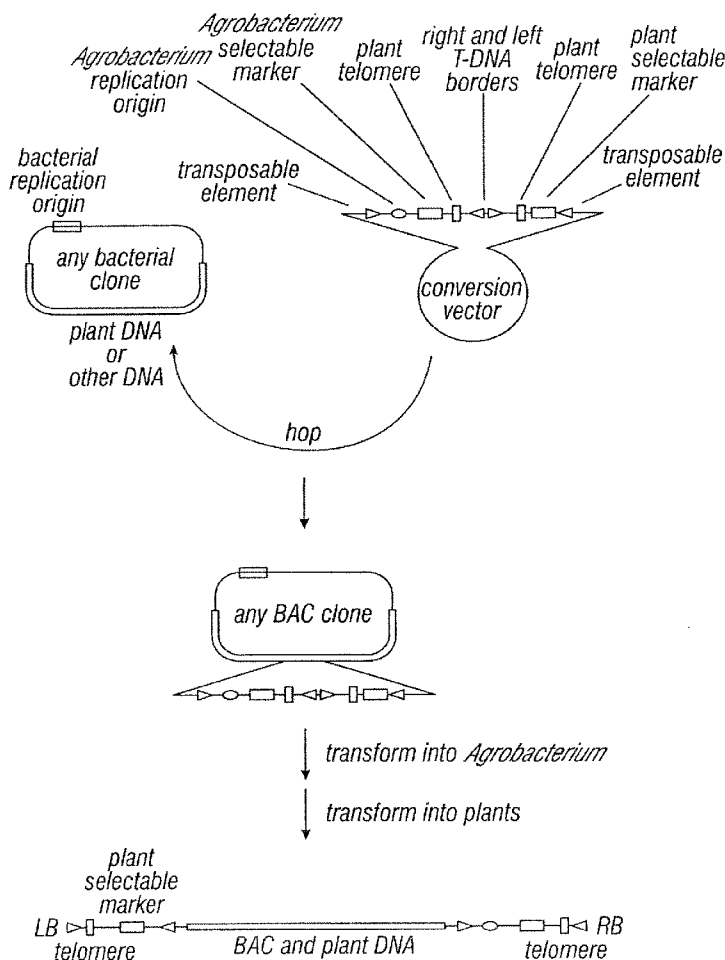 Agrobacterium
replication
origin
Agrobacterium
selectable
marker
plant
telomere
right and left
T-DNA
borders
plant
telomere
plant
selectable
marker
bacterial
replication
origin
transposable
element
transposable
element
any bacterial
clone
conversion
vector
plant DNA
or
other DNA
hop
any BAC clone
transform into Agrobacterium
transform into plants
plant
selectable
marker
LB
telomere
BAC and plant DNA
RB
telomere